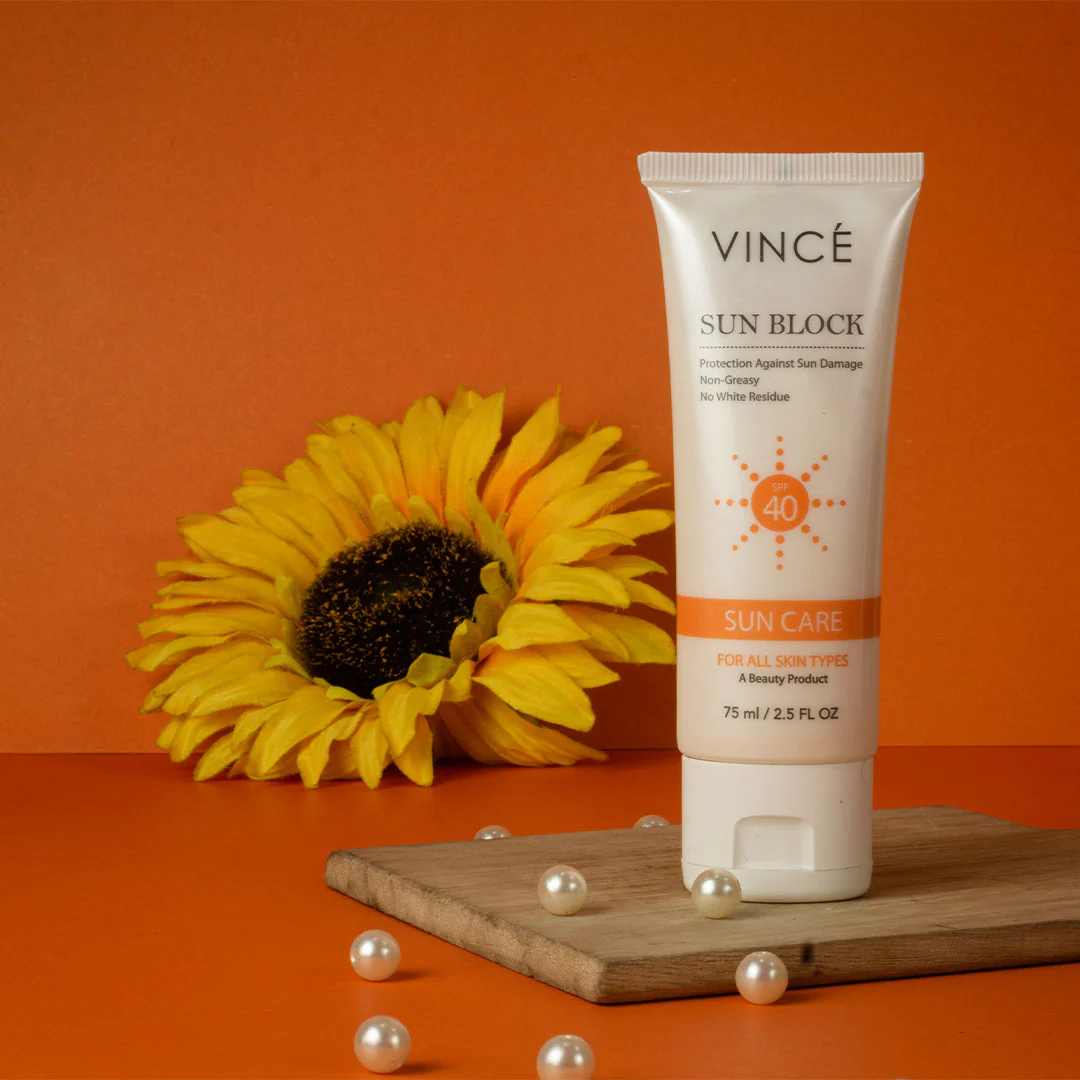 VINCÉ
SUN BLOCK
Protection Against Sun Damage
Non-Greasy
No White Residue
SPF
40
SUN CARE
FOR ALL SKIN TYPES
A Beauty Product
75 ml / 2.5 FL OZ